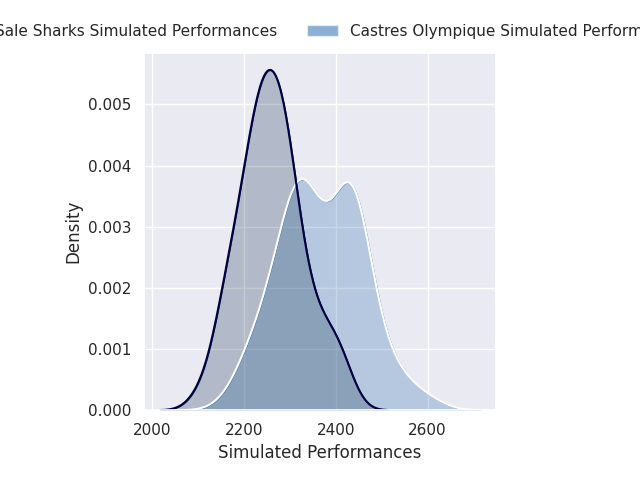 Sale Sharks Simulated Performances
Castres Olympique Simulated Perform
0.005
0.004
0.003
0.002
0.001
0.000
Density
2000
2200
2400
2600
Simulated Performances